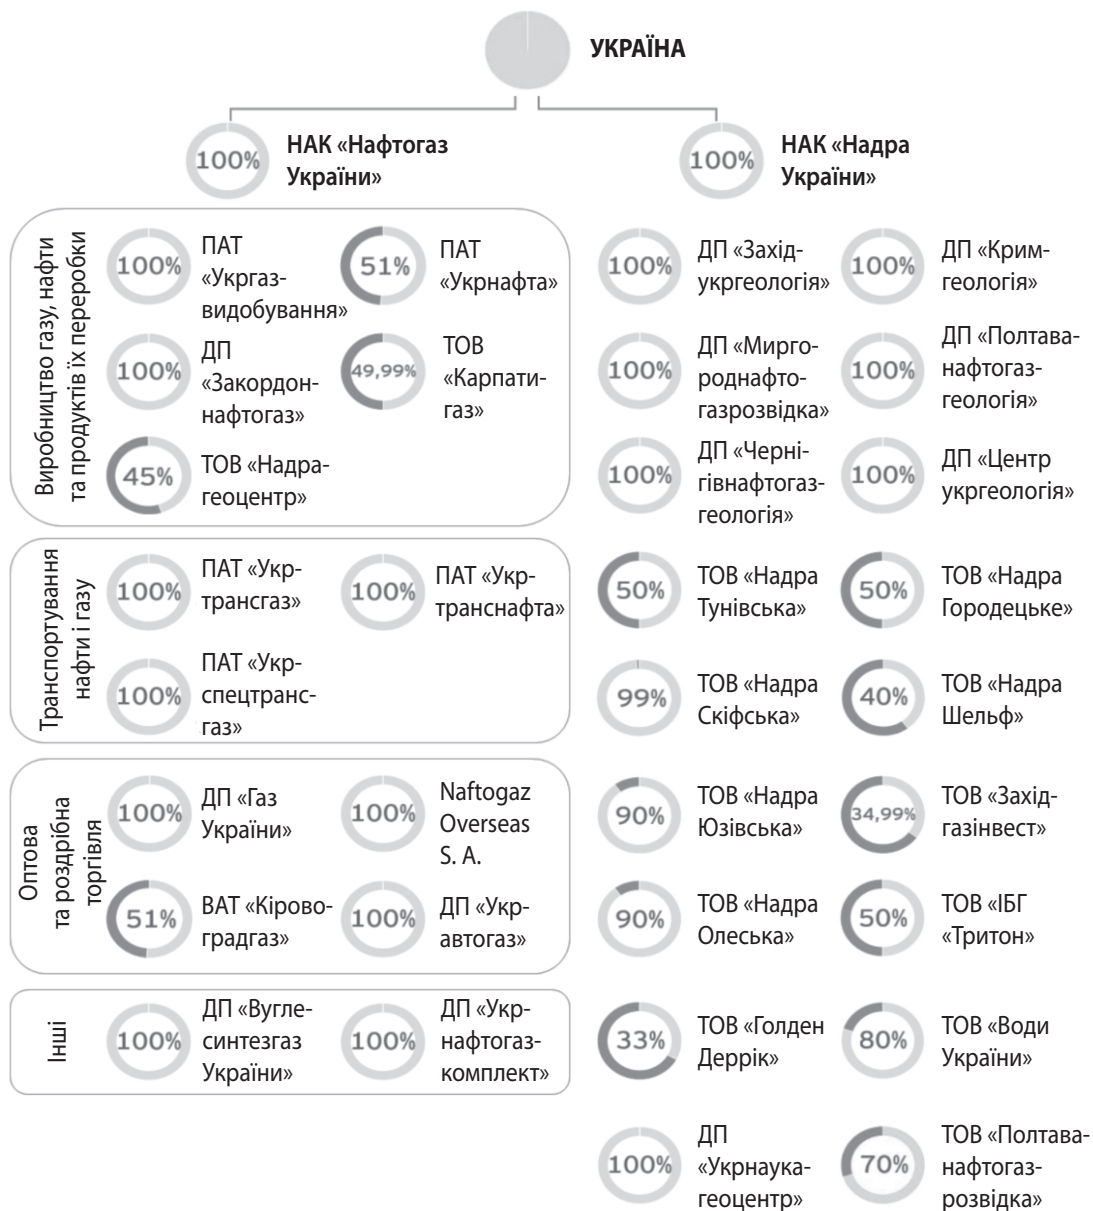 УКРАЇНА
100%
НАК «Нафтогаз
України»
100%
НАК «Надра
України»
Виробництво газу, нафти
та продуктів їх переробки
100%
ПАТ
«Укргаз-
видобування»
51%
ПАТ
«Укрнафта»
100%
ДП
«Закордон-
нафтогаз»
49,99%
ТОВ
«Карпати-
газ»
45%
ТОВ «Надра-
геоцентр»
Транспортування
нафти і газу
100%
ПАТ «Укр-
трансгаз»
100%
ПАТ «Укр-
транснафта»
100%
ПАТ «Укр-
спецтранс-
газ»
Оптова
та роздрібна
торгівля
100%
ДП «Газ
України»
100%
Naftogaz
Overseas
S. A.
51%
ВАТ «Кірово-
градгаз»
100%
ДП «Укр-
автогаз»
Інші
100%
ДП «Вугле-
синтезгаз
України»
100%
ДП «Укр-
нафтогаз-
комплект»
100%
ДП «Захід-
укргеологія»
100%
ДП «Крим-
геологія»
100%
ДП «Мирго-
роднафто-
газрозвідка»
100%
ДП «Полтава-
нафтогаз-
геологія»
100%
ДП «Черні-
гівнафтогаз-
геологія»
100%
ДП «Центр
укргеологія»
50%
ТОВ «Надра
Тунівська»
50%
ТОВ «Надра
Городецьке»
99%
ТОВ «Надра
Скіфська»
40%
ТОВ «Надра
Шельф»
90%
ТОВ «Надра
Юзівська»
34,99%
ТОВ «Захід-
газінвест»
90%
ТОВ «Надра
Олеська»
50%
ТОВ «ІБГ
«Тритон»
33%
ТОВ «Голден
Деррік»
80%
ТОВ «Води
України»
100%
ДП
«Укрнаука-
геоцентр»
70%
ТОВ «Полтава-
нафтогаз-
розвідка»